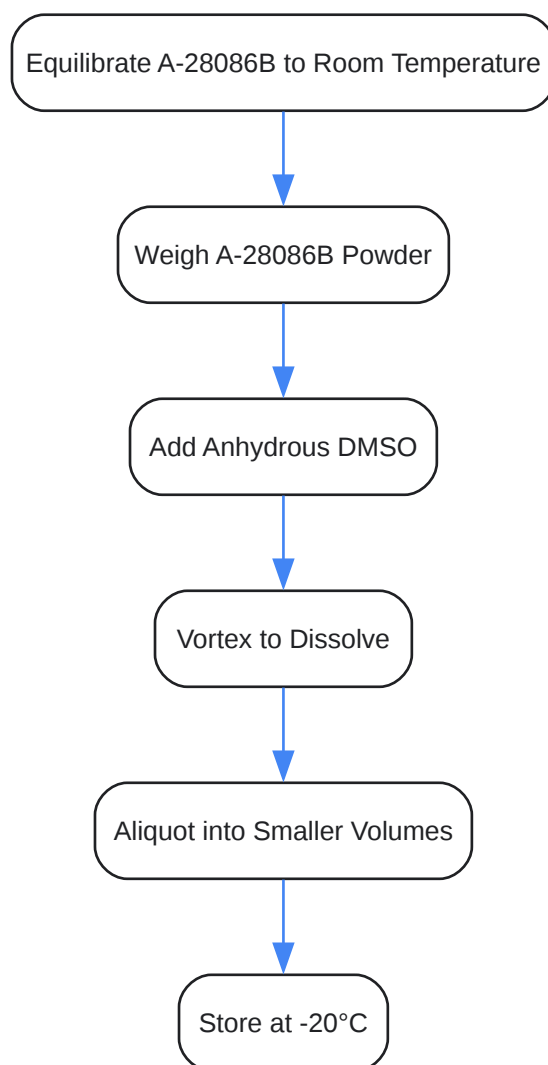 Equilibrate A-28086B to Room Temperature
Weigh A-28086B Powder
Add Anhydrous DMSO
Vortex to Dissolve
Aliquot into Smaller Volumes
Store at -20°C